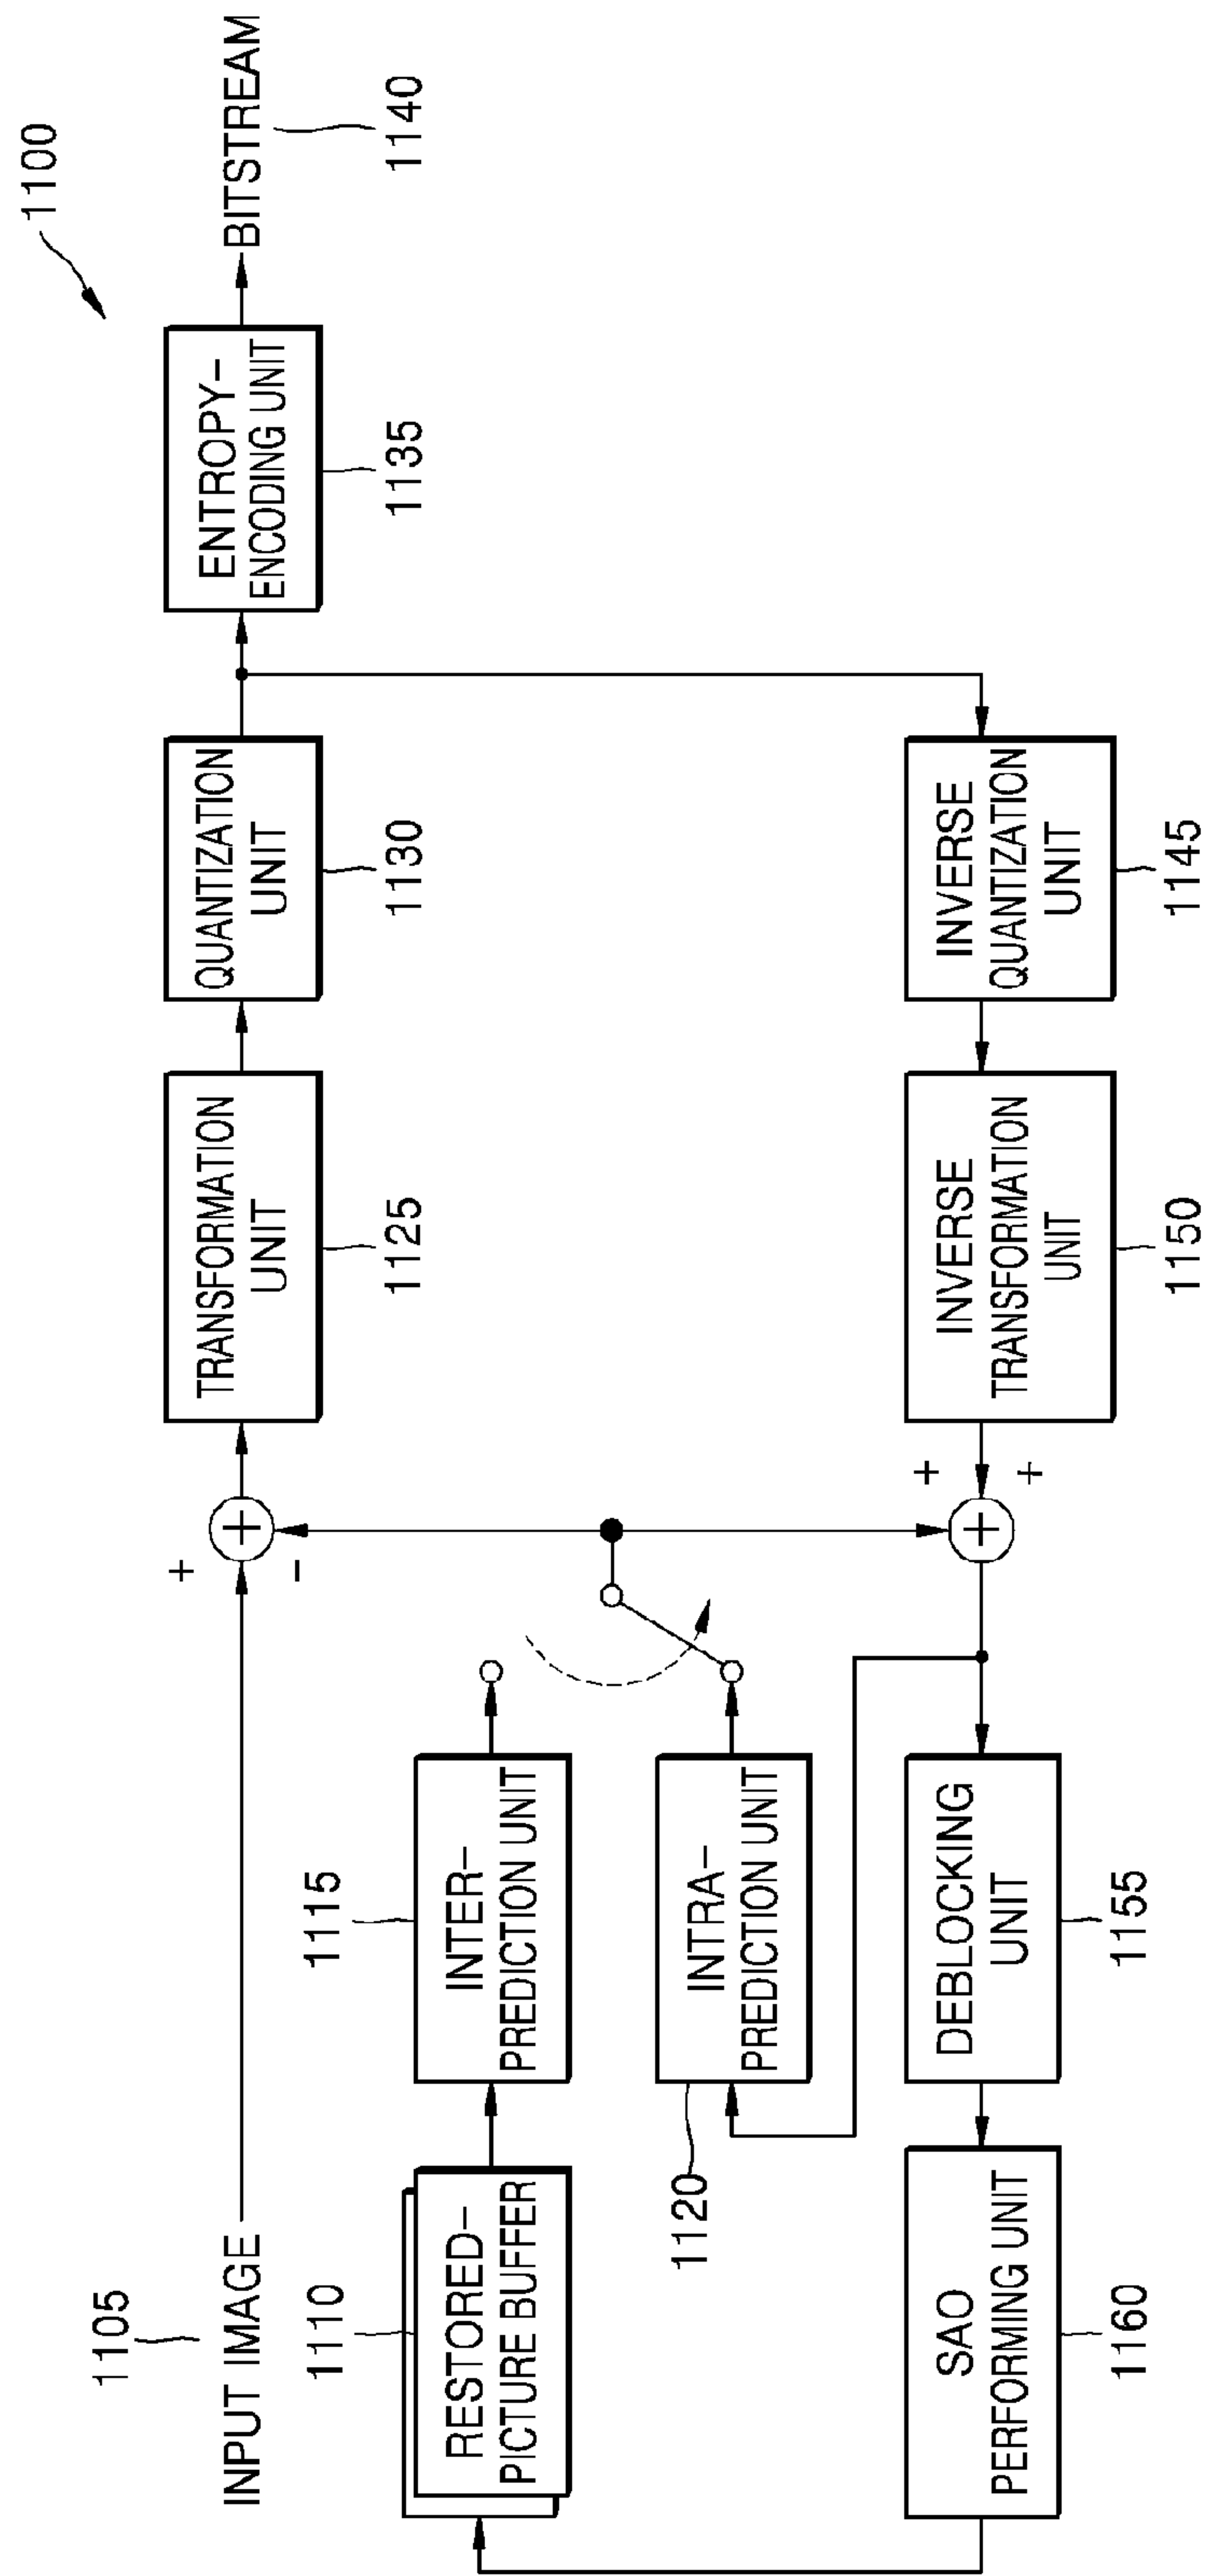 1100
1105
INPUT IMAGE
+
-
+
TRANSFORMATION
UNIT
1125
QUANTIZATION
UNIT
1130
ENTROPY-
ENCODING UNIT
1135
BITSTREAM
1140
RESTORED-
PICTURE BUFFER
1110
INTER-
PREDICTION UNIT
1115
INTRA-
PREDICTION UNIT
1120
SAO
PERFORMING UNIT
1160
DEBLOCKING
UNIT
1155
+
+
+
INVERSE
TRANSFORMATION
UNIT
1150
INVERSE
QUANTIZATION
UNIT
1145